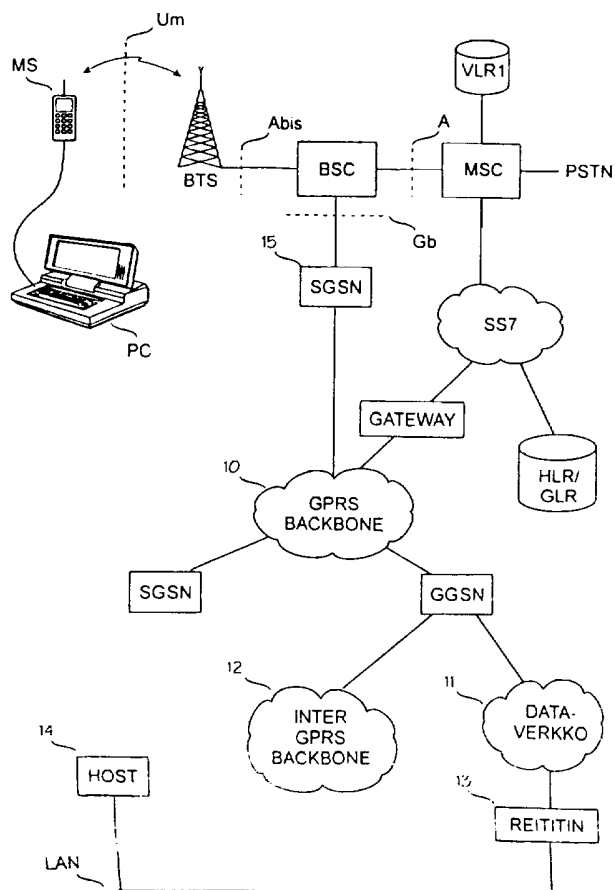 Um
MS
VLR1
Abis
A
BTS
BSC
MSC
PSTN
Gb
15
SGSN
PC
SS7
GATEWAY
10
GPRS
BACKBONE
HLR/
GLR
SGSN
GGSN
12
11
INTER
GPRS
BACKBONE
DATA-
VERKKO
14
HOST
13
REITITIN
LAN